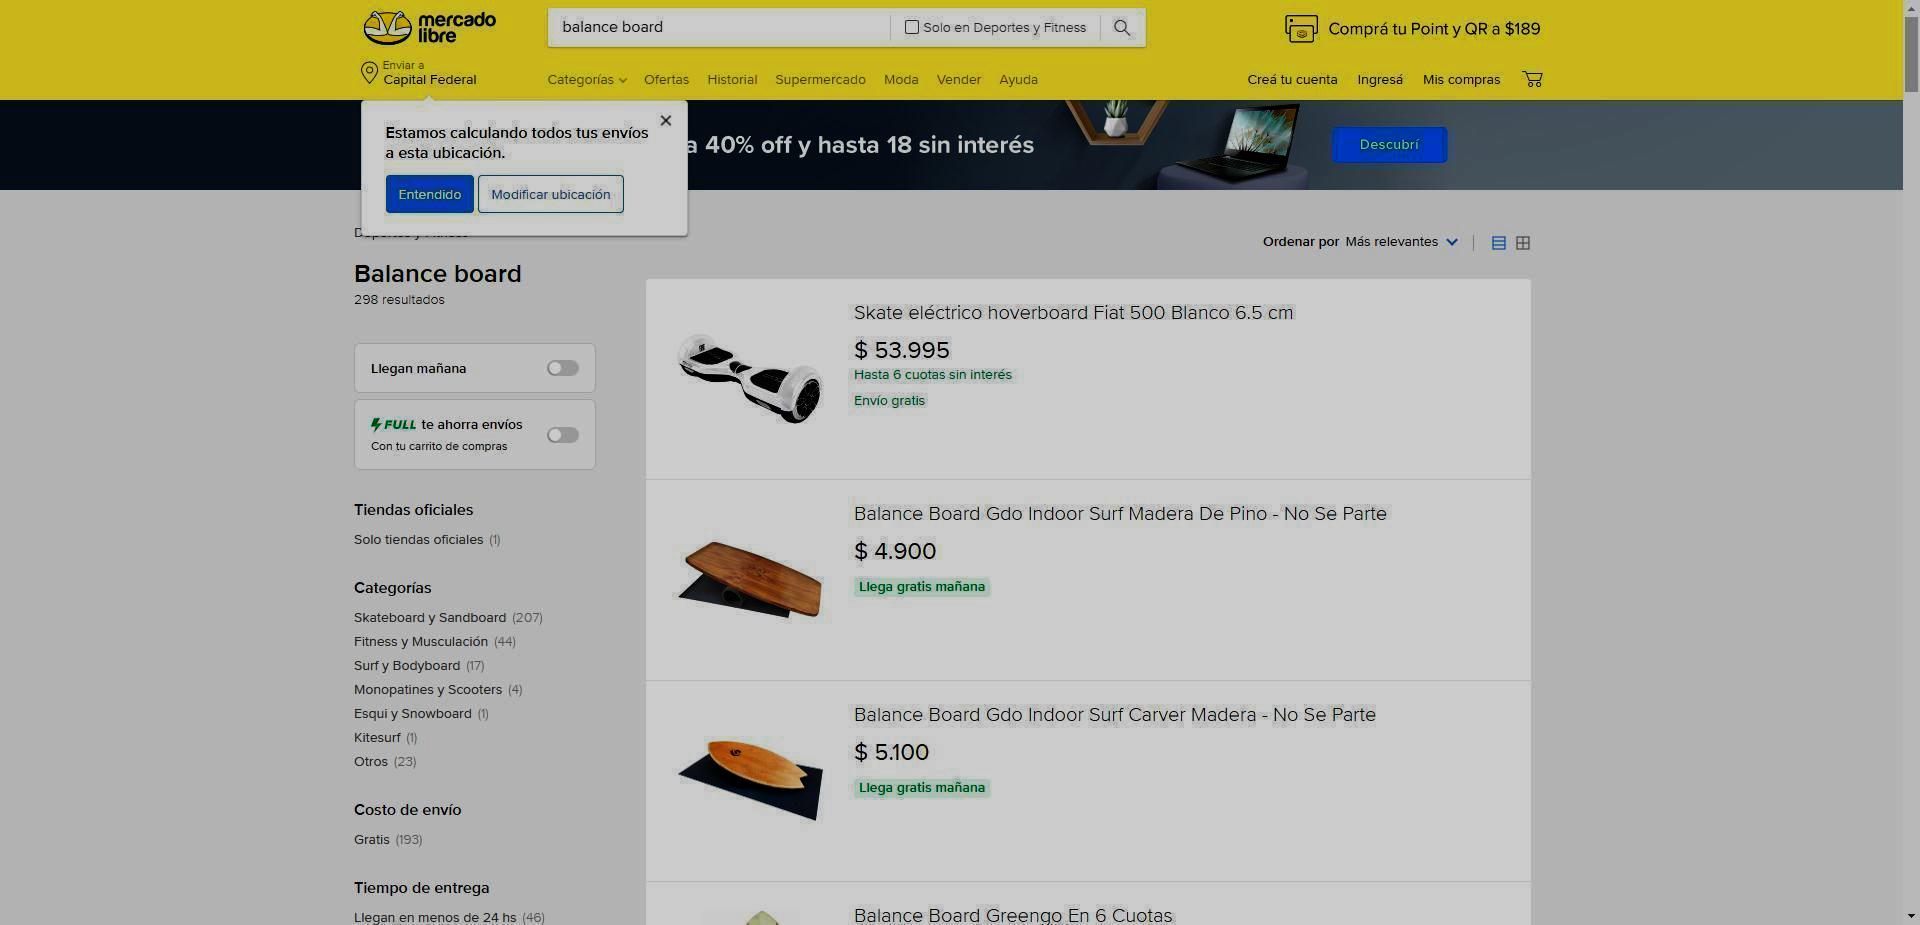 mercado
libre
balance board
Solo en Deportes y Fitness
Comprá tu Point y QR a $189
Enviar a
Capital Federal
Categorías
Ofertas
Historial
Supermercado
Moda
Vender
Ayuda
Creá tu cuenta
Ingresá
Mis compras
Estamos calculando todos tus envíos
a esta ubicación.
Entendido
Modificar ubicación
a 40% off y hasta 18 sin interés
Descubrí
Deportes y Fitness
Balance board
298 resultados
Ordenar por Más relevantes
Llegan mañana
FULL te ahorra envíos
Con tu carrito de compras
Tiendas oficiales
Solo tiendas oficiales (1)
Categorías
Skateboard y Sandboard (207)
Fitness y Musculación (44)
Surf y Bodyboard (17)
Monopatines y Scooters (4)
Esqui y Snowboard (1)
Kitesurf (1)
Otros (23)
Costo de envío
Gratis (193)
Tiempo de entrega
Llegan en menos de 24 hs (46)
Skate eléctrico hoverboard Fiat 500 Blanco 6.5 cm
$ 53.995
Hasta 6 cuotas sin interés
Envío gratis
Balance Board Gdo Indoor Surf Madera De Pino - No Se Parte
$ 4.900
Llega gratis mañana
Balance Board Gdo Indoor Surf Carver Madera - No Se Parte
$ 5.100
Llega gratis mañana
Balance Board Greengo En 6 Cuotas